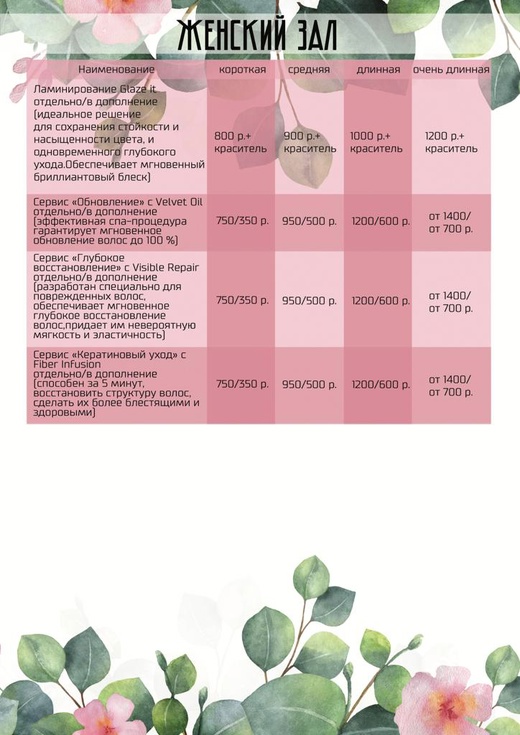 ЖЕНСКИЙ ЗАЛ
Наименование короткая средняя длинная очень длинная
Ламинирование Glaze it
отдельно/в дополнение
(идеальное решение
для сохранения стойкости и
насыщенности цвета, и
одновременного глубокого
ухода.Обеспечивает мгновенный
бриллиантовый блеск)
800 р.+
краситель
900 р.+
краситель
1000 р.+
краситель
1200 р.+
краситель
Сервис «Обновление» с Velvet Oil
отдельно/в дополнение
(эффективная спа-процедура
гарантирует мгновенное
обновление волос до 100 %)
750/350 р.
950/500 р.
1200/600 р.
от 1400/
от 700 р.
Сервис «Глубокое
восстановление» с Visible Repair
отдельно/в дополнение
(разработан специально для
поврежденных волос,
обеспечивает мгновенное
глубокое восстановление
волос,придает им невероятную
мягкость и эластичность)
750/350 р.
950/500 р.
1200/600 р.
от 1400/
от 700 р.
Сервис «Кератиновый уход» с
Fiber Infusion
отдельно/в дополнение
(способен за 5 минут,
восстановить структуру волос,
сделать их более блестящими и
здоровыми)
750/350 р.
950/500 р.
1200/600 р.
от 1400/
от 700 р.